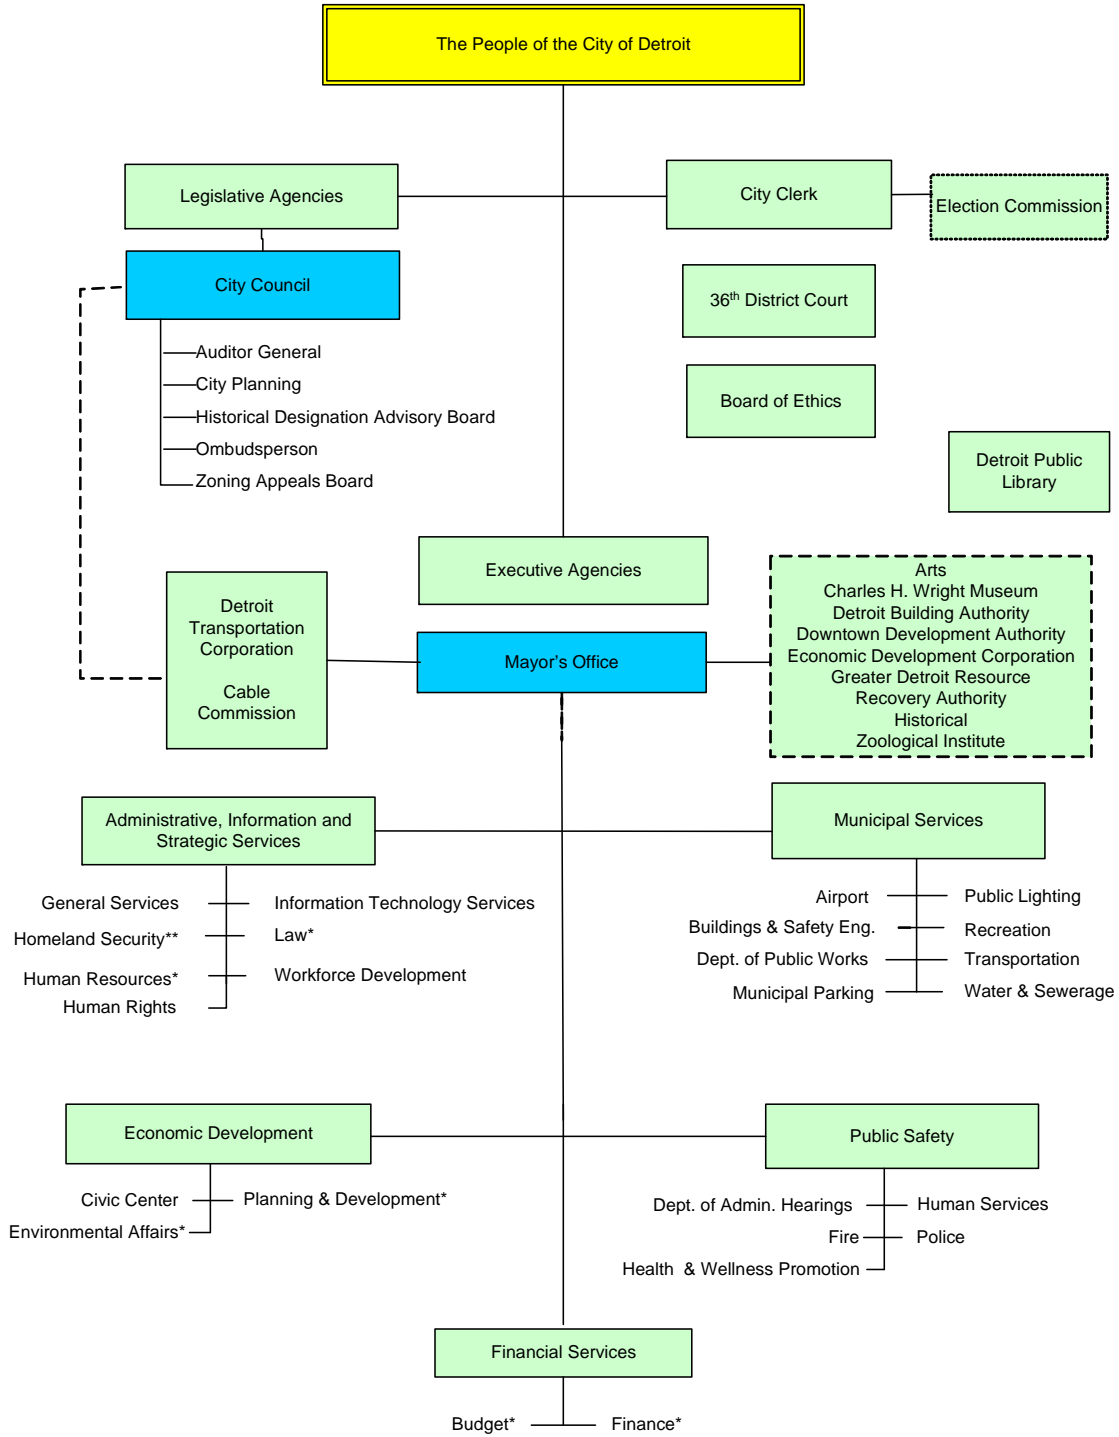 The People of the City of Detroit
Legislative Agencies
City Clerk
Election Commission
City Council
36th District Court
Auditor General
City Planning
Historical Designation Advisory Board
Ombudsperson
Zoning Appeals Board
Board of Ethics
Detroit Public
Library
Executive Agencies
Detroit
Transportation
Corporation
Cable
Commission
Mayor's Office
Arts
Charles H. Wright Museum
Detroit Building Authority
Downtown Development Authority
Economic Development Corporation
Greater Detroit Resource
Recovery Authority
Historical
Zoological Institute
Administrative, Information and
Strategic Services
General Services
Information Technology Services
Homeland Security**
Law*
Human Resources*
Workforce Development
Human Rights
Municipal Services
Airport
Public Lighting
Buildings & Safety Eng.
Recreation
Dept. of Public Works
Transportation
Municipal Parking
Water & Sewerage
Economic Development
Civic Center
Planning & Development*
Environmental Affairs*
Public Safety
Dept. of Admin. Hearings
Human Services
Fire
Police
Health & Wellness Promotion
Financial Services
Budget*
Finance*